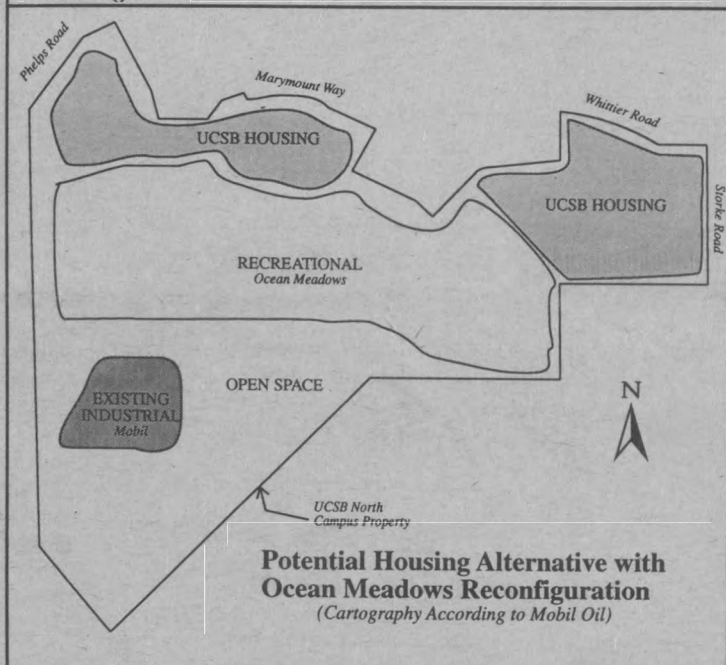 Phelps Road
Marymount Way
Whittier Road
UCSB HOUSING
UCSB HOUSING
Storke Road
RECREATIONAL
Ocean Meadows
OPEN SPACE
EXISTING
INDUSTRIAL
Mobil
N
UCSB North
Campus Property
Potential Housing Alternative with
Ocean Meadows Reconfiguration
(Cartography According to Mobil Oil)